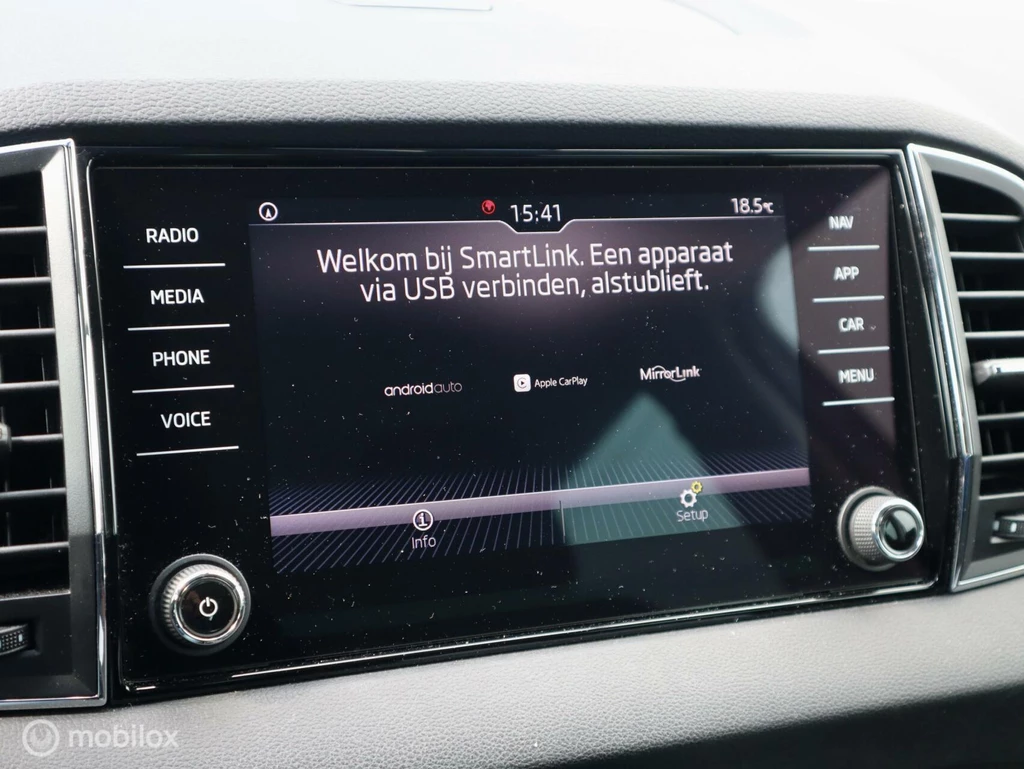 15:41
18.5°C
RADIO
MEDIA
PHONE
VOICE
Welkom bij SmartLink. Een apparaat
via USB verbinden, alstublieft.
androidauto
Apple CarPlay
MirrorLink
Info
Setup
NAV
APP
CAR
MENU
mobilox